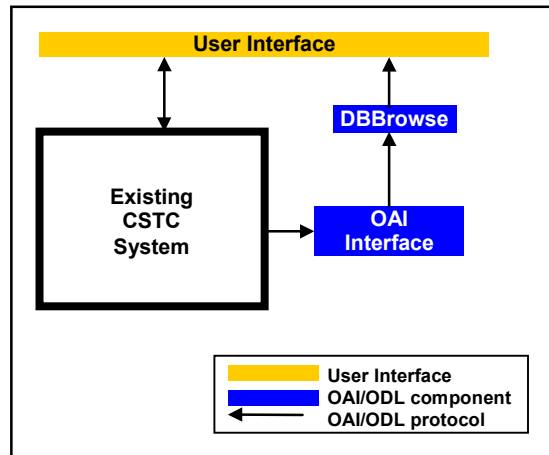 User Interface
DBBrowse
Existing
CSTC
System
OAI
Interface
User Interface
OAI/ODL component
OAI/ODL protocol